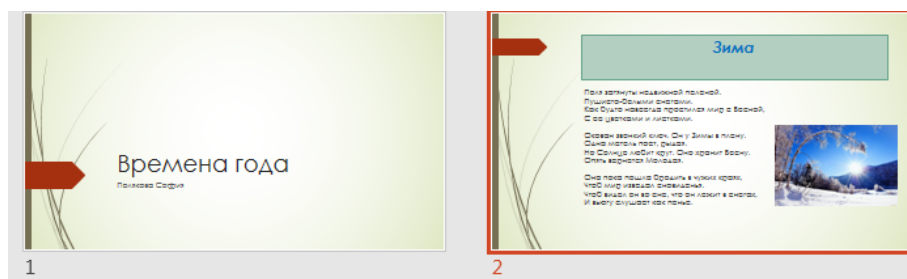 Времена года
Полякова София
1
Зима
Поля затянуты недвижной пеленой.
Пушисто-белыми снегами.
Как будто навсегда простился мир с Весной,
С ее цветками и листками.
Окован звонкий ключ. Он у Зимы в плену.
Одна метель поет, рыдая.
Но Солнце любит круг. Оно хранит Весну.
Опять вернется Молодая.
Она пока пошла бродить в чужих краях,
Чтоб мир изведал сновиденья.
Чтоб видел он во сне, что он лежит в снегах,
И вьюгу слушает как пенье.
2